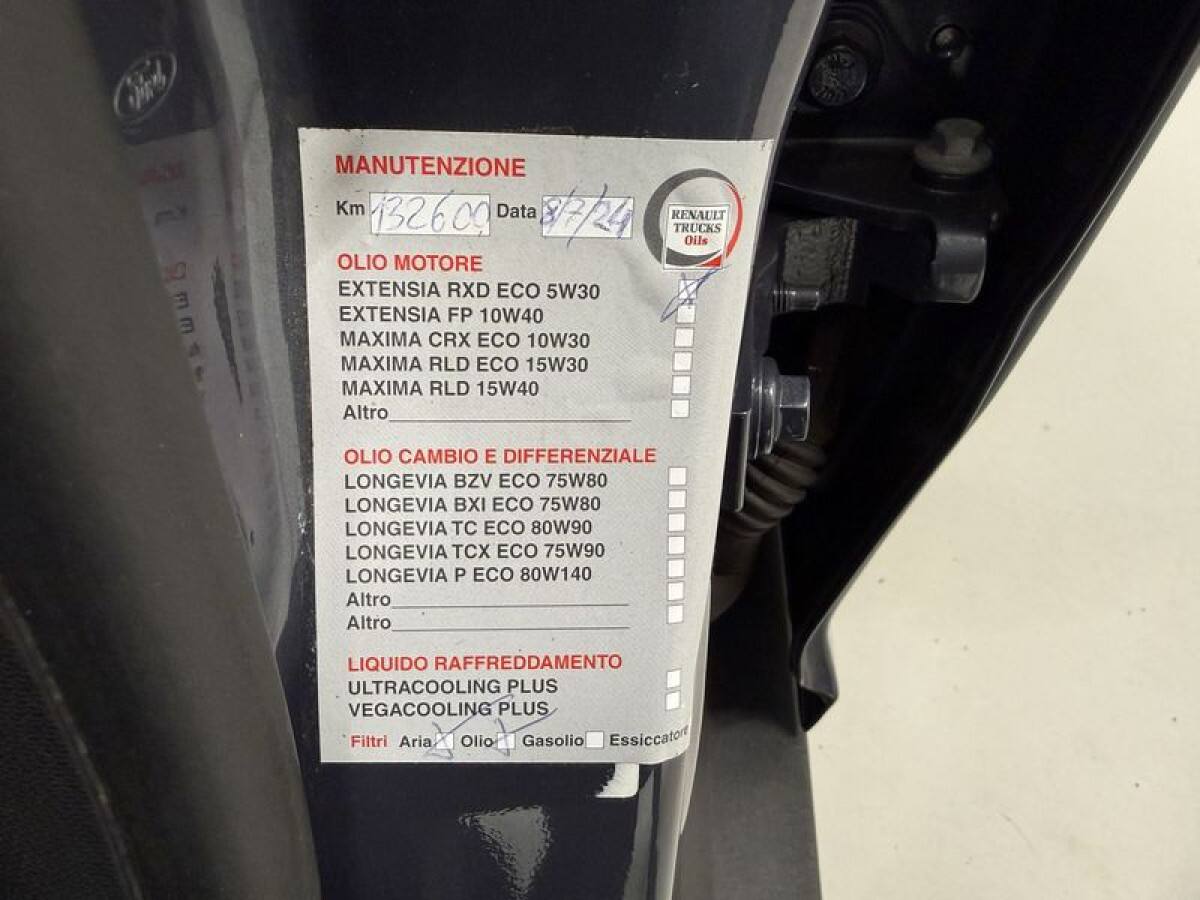 Ford
MANUTENZIONE
Km 132600 Data 8/7/24
RENAULT
TRUCKS
Oils
OLIO MOTORE
EXTENSIA RXD ECO 5W30
EXTENSIA FP 10W40
MAXIMA CRX ECO 10W30
MAXIMA RLD ECO 15W30
MAXIMA RLD 15W40
Altro
OLIO CAMBIO E DIFFERENZIALE
LONGEVIA BZV ECO 75W80
LONGEVIA BXI ECO 75W80
LONGEVIA TC ECO 80W90
LONGEVIA TCX ECO 75W90
LONGEVIA P ECO 80W140
Altro
Altro
LIQUIDO RAFFREDDAMENTO
ULTRACOOLING PLUS
VEGACOOLING PLUS
Filtri Aria Olio Gasolio Essiccatore